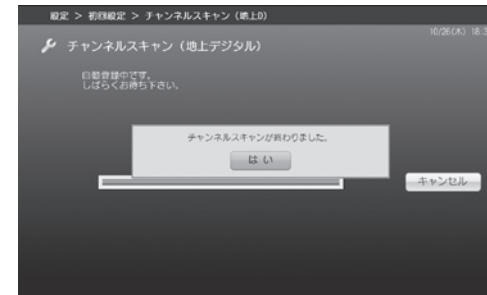 設定 > 初回設定 > チャンネルスキャン（地上D）
10/26(木) 18:3
チャンネルスキャン（地上デジタル）
自動登録中です。
しばらくお待ち下さい。
チャンネルスキャンが終わりました。
はい
キャンセル